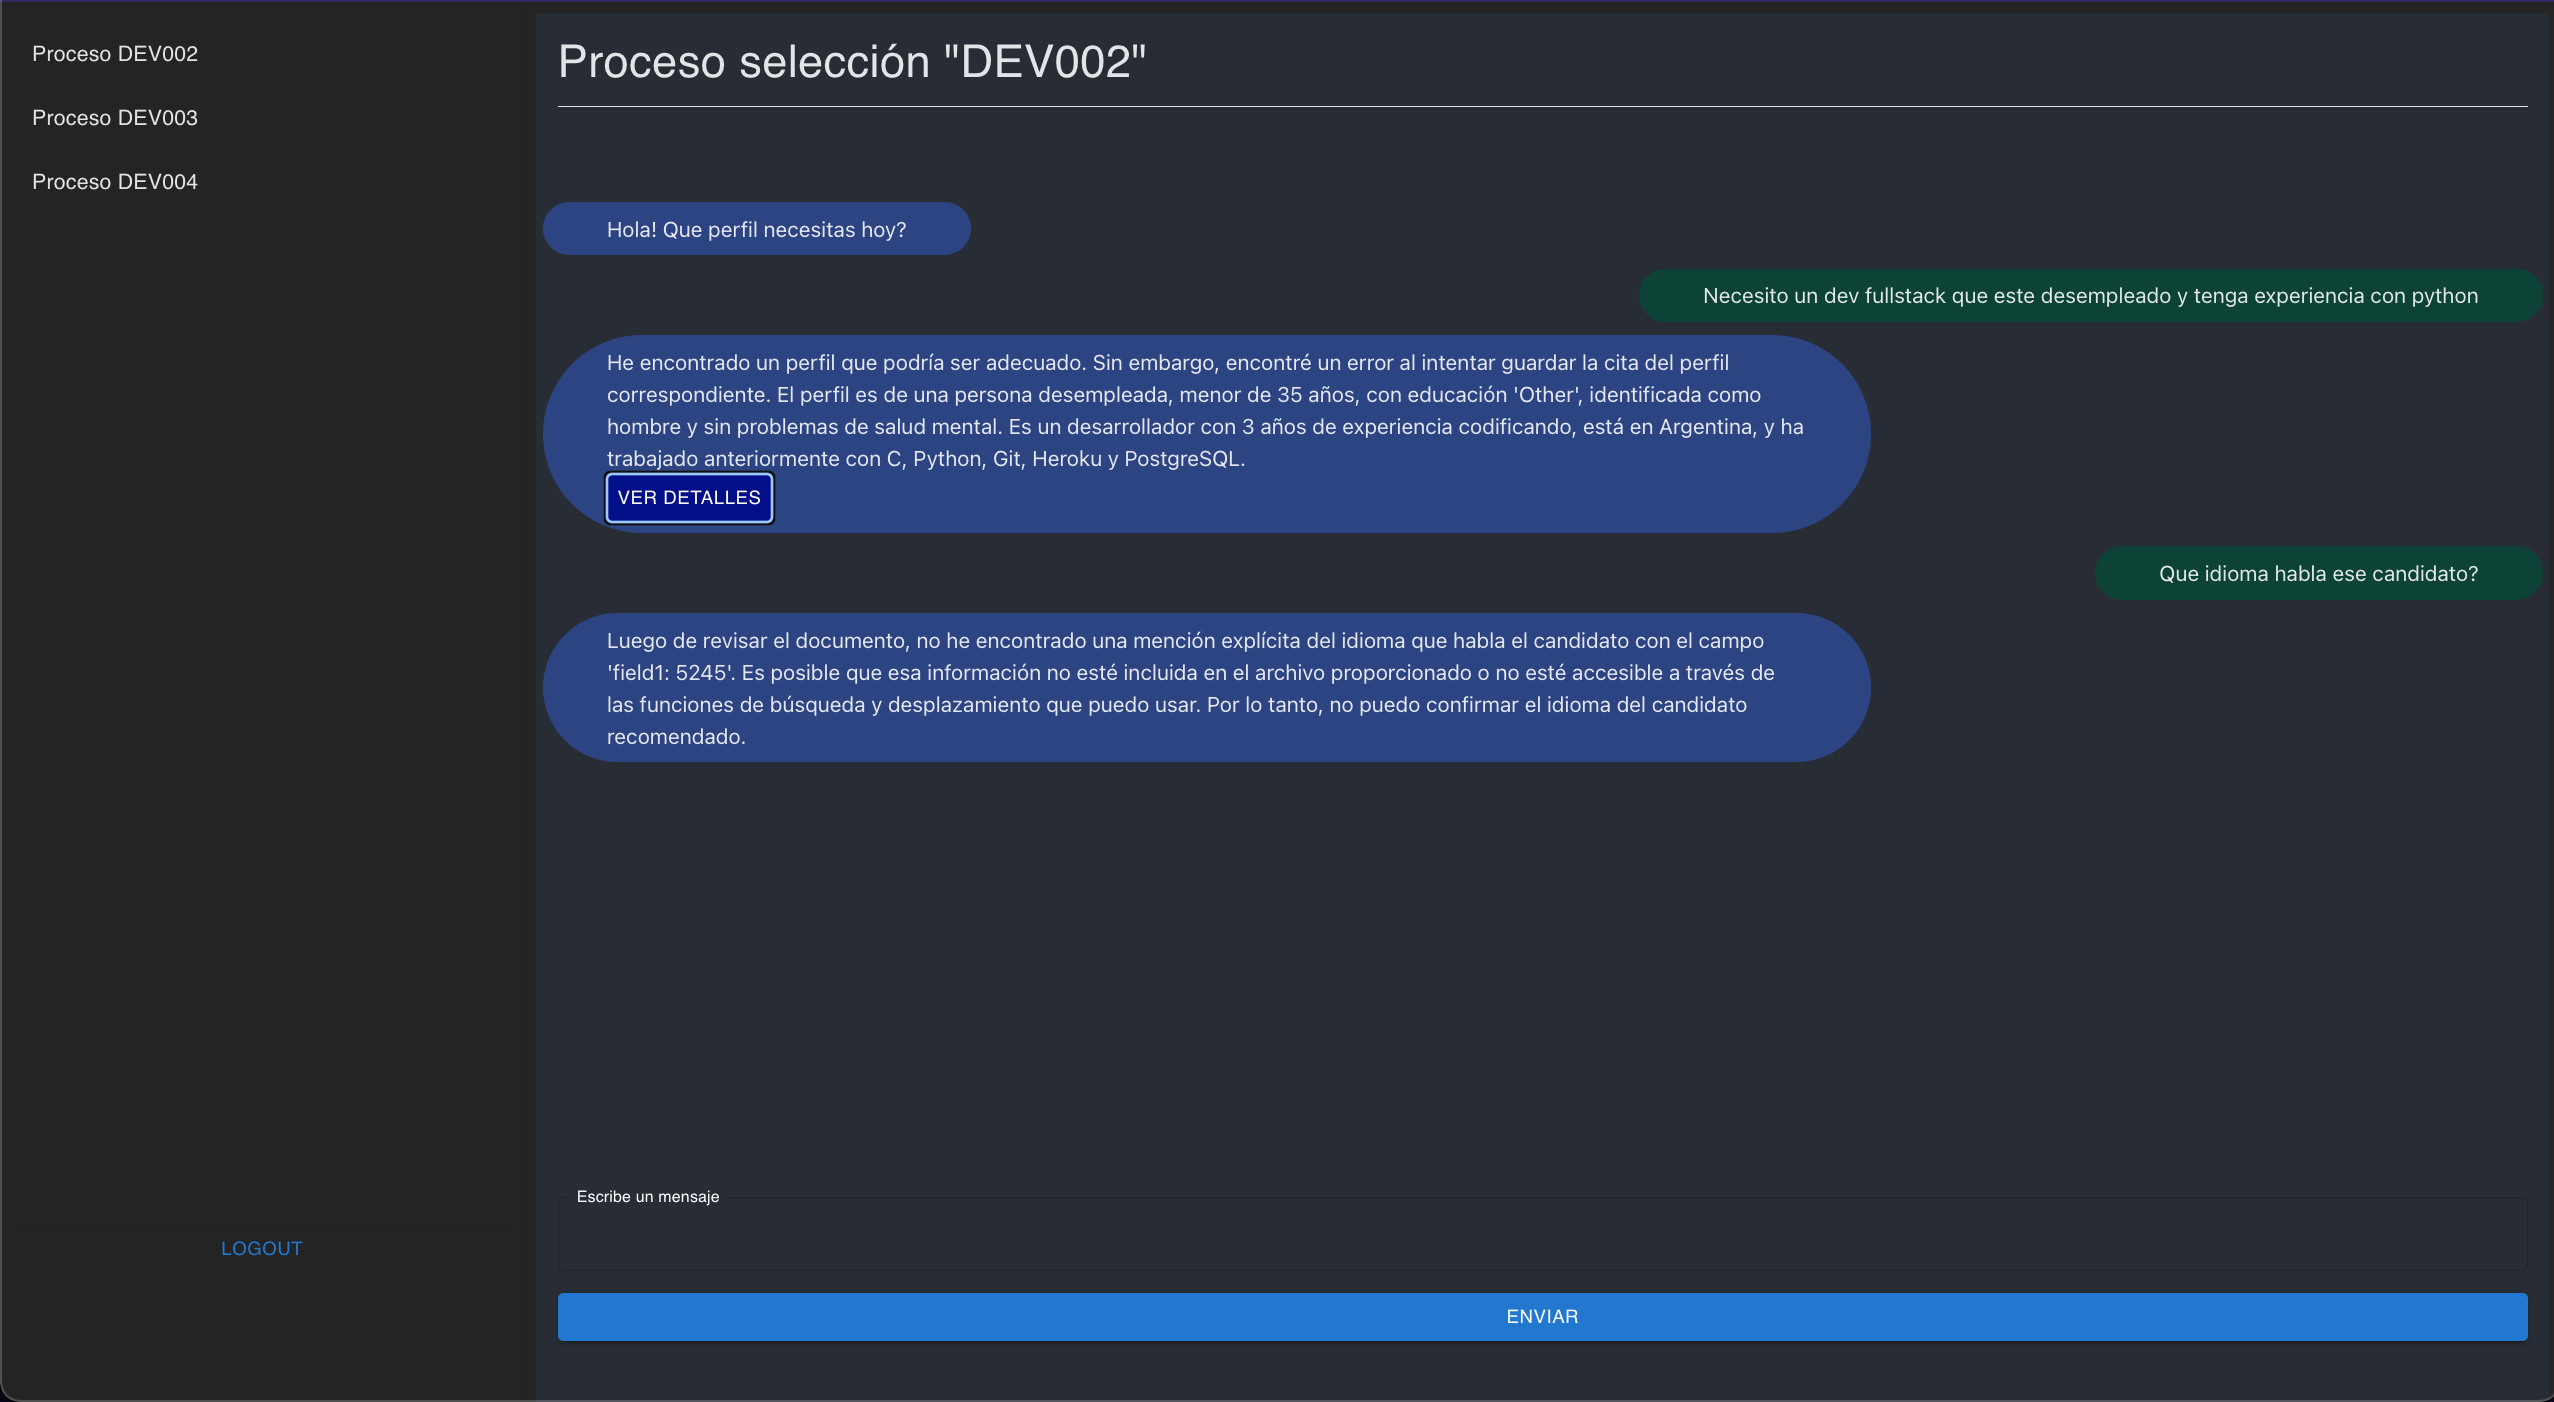 Proceso DEV002
Proceso DEV003
Proceso DEV004
LOGOUT
Proceso selección "DEV002"
Hola! Que perfil necesitas hoy?
Necesito un dev fullstack que este desempleado y tenga experiencia con python
He encontrado un perfil que podría ser adecuado. Sin embargo, encontré un error al intentar guardar la cita del perfil
correspondiente. El perfil es de una persona desempleada, menor de 35 años, con educación 'Other', identificada como
hombre y sin problemas de salud mental. Es un desarrollador con 3 años de experiencia codificando, está en Argentina, y ha
trabajado anteriormente con C, Python, Git, Heroku y PostgreSQL.
VER DETALLES
Que idioma habla ese candidato?
Luego de revisar el documento, no he encontrado una mención explícita del idioma que habla el candidato con el campo
'field1: 5245'. Es posible que esa información no esté incluida en el archivo proporcionado o no esté accesible a través de
las funciones de búsqueda y desplazamiento que puedo usar. Por lo tanto, no puedo confirmar el idioma del candidato
recomendado.
Escribe un mensaje
ENVIAR